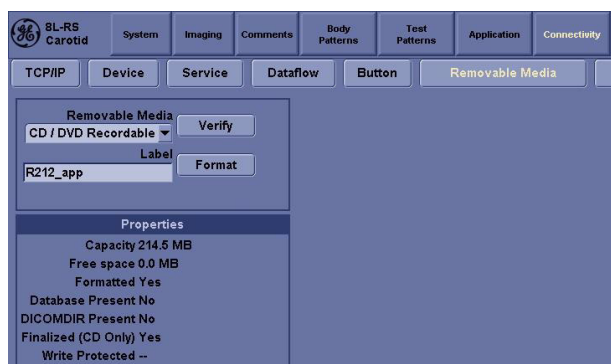 8L-RS
Carotid
System
Imaging
Comments
Body
Patterns
Test
Patterns
Application
Connectivity
TCP/IP
Device
Service
Dataflow
Button
Removable Media
Removable Media
CD / DVD Recordable
Verify
Label
R212_app
Format
Properties
Capacity 214.5 MB
Free space 0.0 MB
Formatted Yes
Database Present No
DICOMDIR Present No
Finalized (CD Only) Yes
Write Protected --